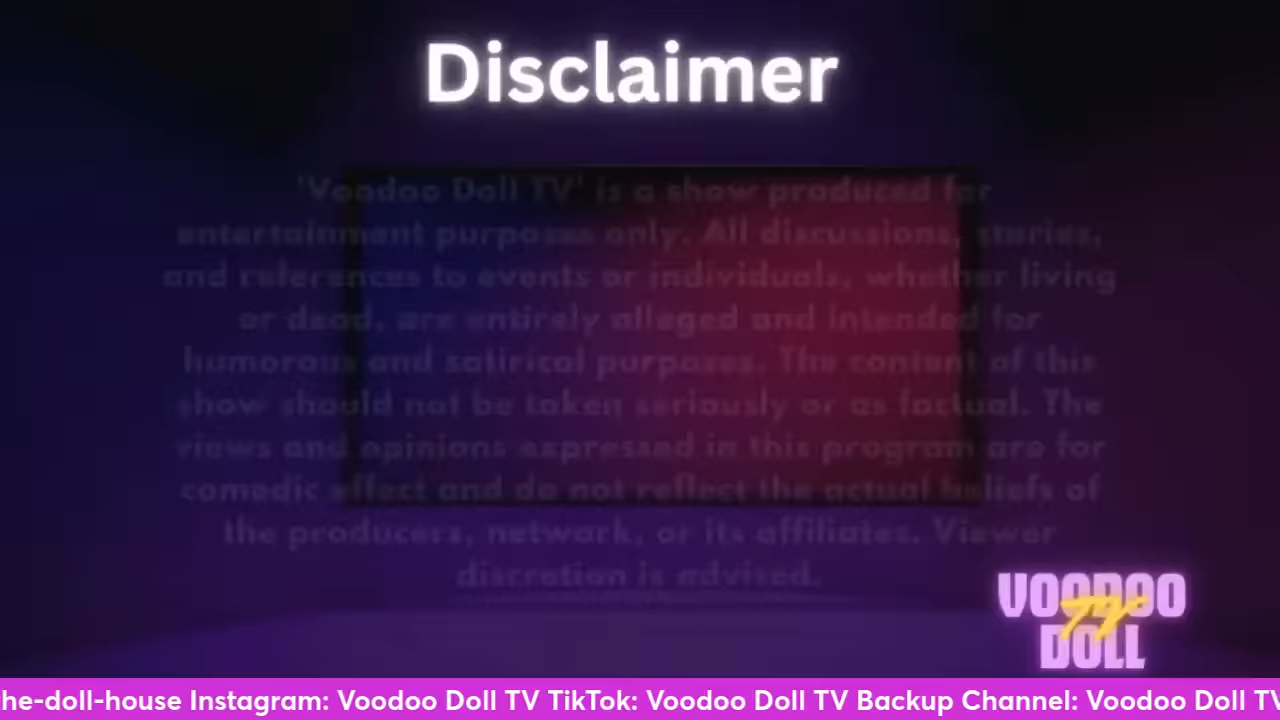 Disclaimer
'Voodoo Doll TV' is a show produced for
entertainment purposes only. All discussions, stories,
and references to events or individuals, whether living
or dead, are entirely alleged and intended for
humorous and satirical purposes. The content of this
show should not be taken seriously or as factual. The
views and opinions expressed in this program are for
comedic effect and do not reflect the actual beliefs of
the producers, network, or its affiliates. Viewer
discretion is advised.
VOODOO
TV
DOLL
he-doll-house Instagram: Voodoo Doll TV TikTok: Voodoo Doll TV Backup Channel: Voodoo Doll TV